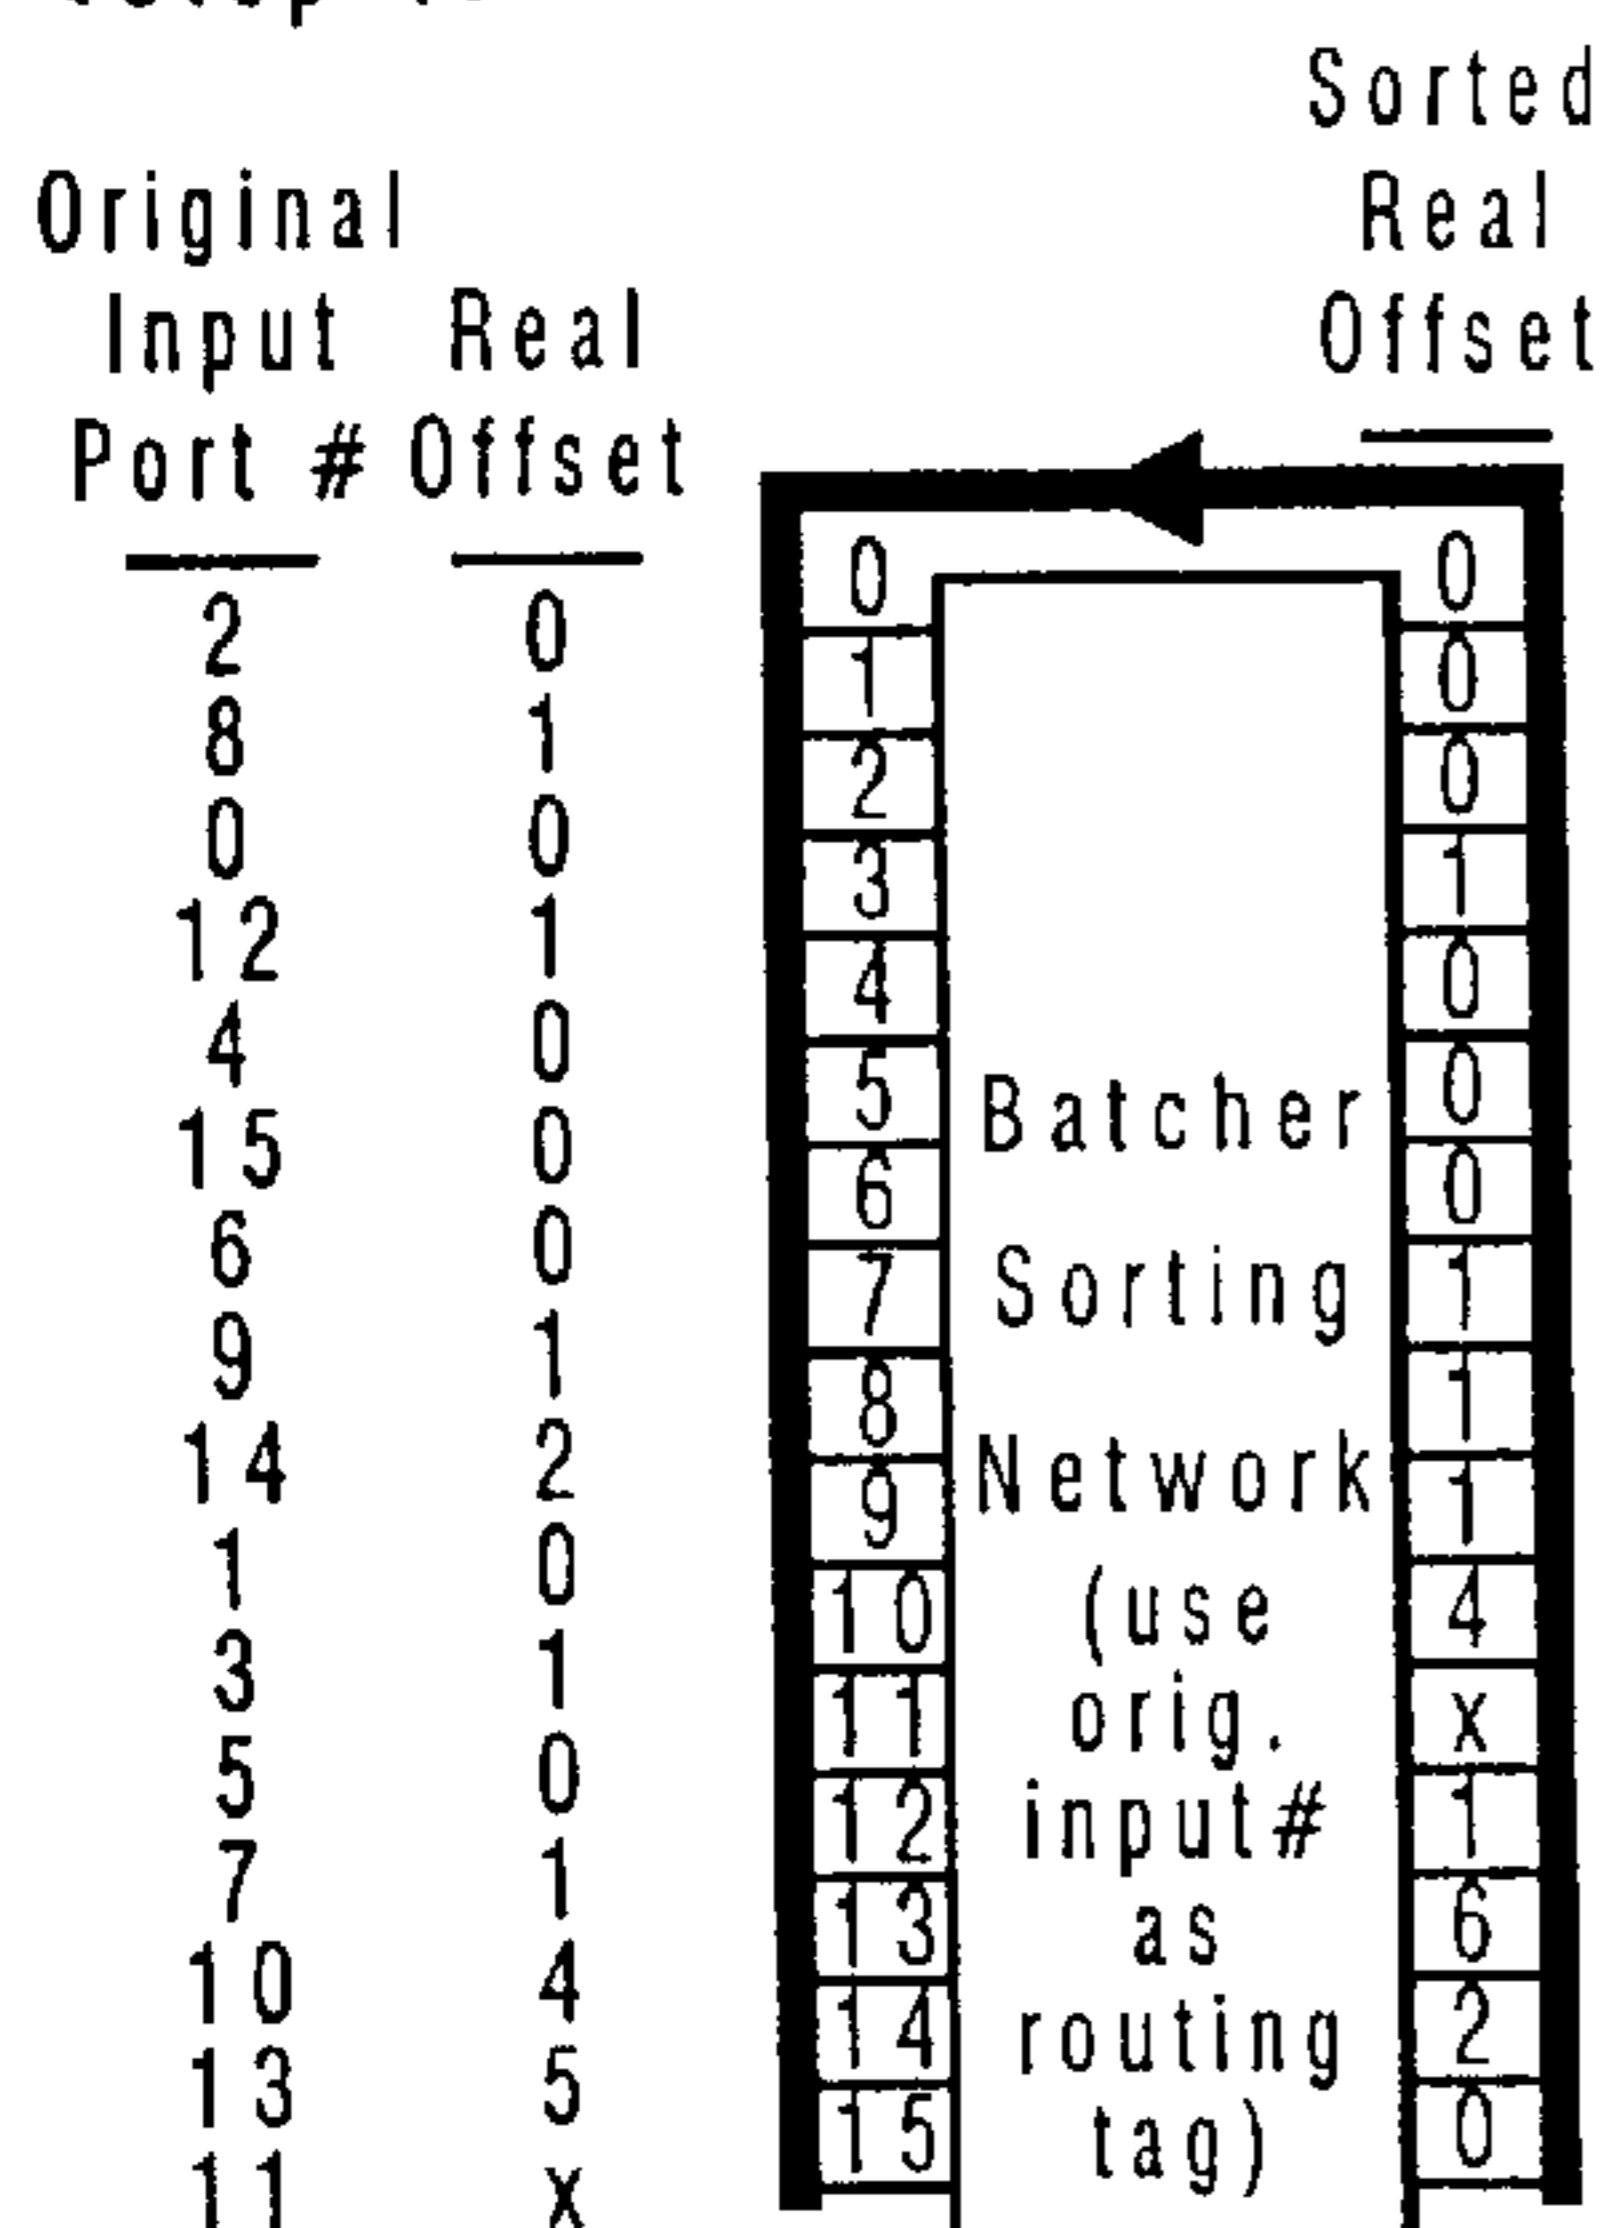 Sorted
Original Real
Input Real Offset
Port # Offset
0 0
2 0
1 0
8 1
2 0
0 0
3 1
12 1
4 0
4 0
5 Batcher 0
15 0
6 0
6 0
7 Sorting 1
9 1
8 1
14 2
9 Network 1
1 0
10 (use 4
3 1
11 orig. x
5 0
12 input# 1
7 1
13 as 6
10 4
14 routing 2
13 5
15 tag) 0
11 x